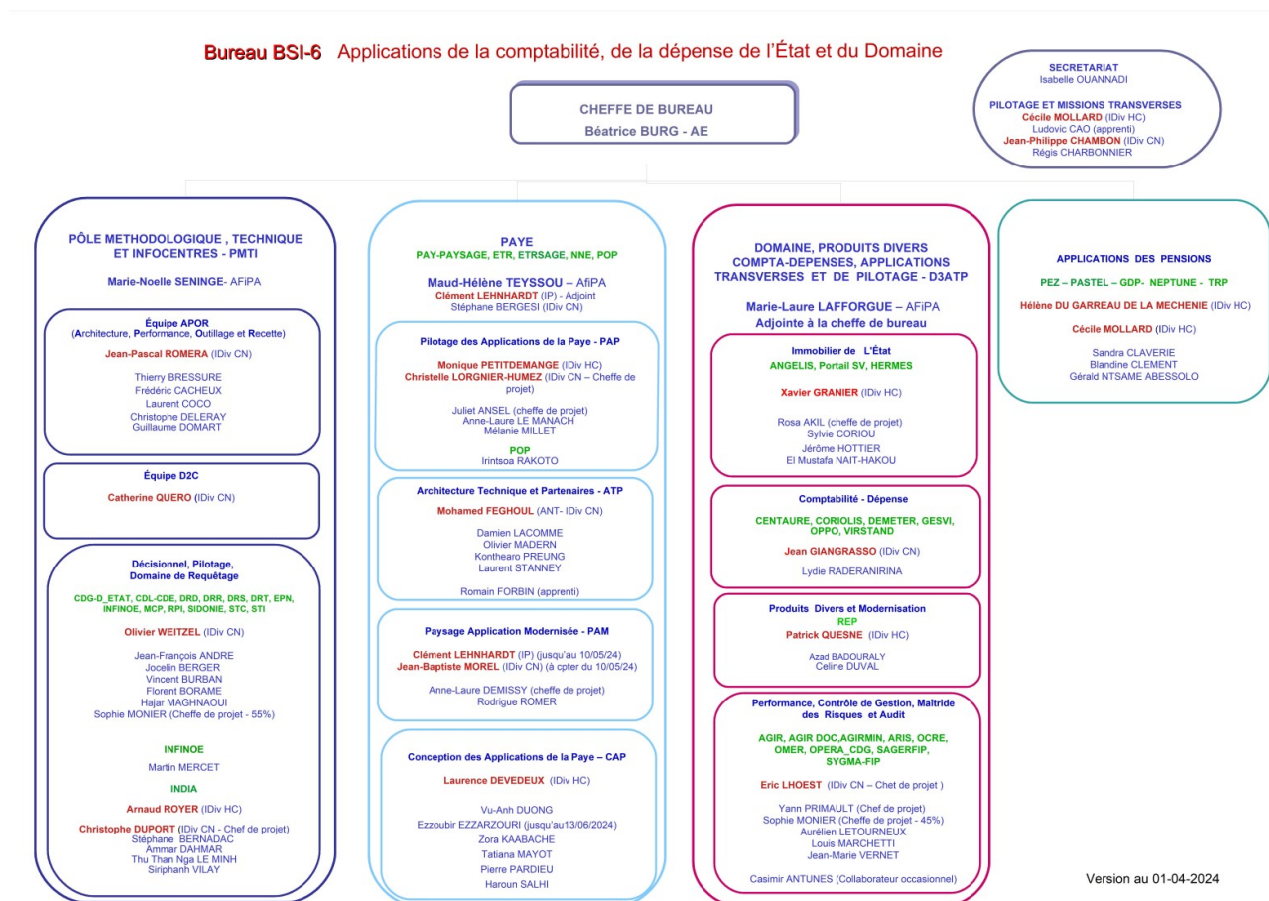 Bureau BSI-6 Applications de la comptabilité, de la dépense de l'État et du Domaine
SECRETARIAT
Isabelle OUANNADI
PILOTAGE ET MISSIONS TRANSVERSES
Cécile MOLLARD (IDiv HC)
Ludovic CAO (apprenti)
Jean-Philippe CHAMBON (IDiv CN)
Régis CHARBONNIER
CHEFFE DE BUREAU
Béatrice BURG - AE
PÔLE METHODOLOGIQUE , TECHNIQUE
ET INFOCENTRES - PMTI
Marie-Noelle SENINGE- AFiPA
Équipe APOR
(Architecture, Performance, Outillage et Recette)
Jean-Pascal ROMERA (IDiv CN)
Thierry BRESSURE
Frédéric CACHEUX
Laurent COCO
Christophe DELERAY
Guillaume DOMART
Équipe D2C
Catherine QUERO (IDiv CN)
Décisionnel, Pilotage,
Domaine de Requêtage
CDG-D_ETAT, CDL-CDE, DRD, DRR, DRS, DRT, EPN,
INFINOE, MCP, RPI, SIDONIE, STC, STI
Olivier WEITZEL (IDiv CN)
Jean-François ANDRE
Jocelin BERGER
Vincent BURBAN
Florent BORAME
Hajar MAGHNAOUI
Sophie MONIER (Cheffe de projet - 55%)
INFINOE
Martin MERCET
INDIA
Arnaud ROYER (IDiv HC)
Christophe DUPORT (IDiv CN - Chef de projet)
Stéphane BERNADAC
Ammar DAHMAR
Thu Than Nga LE MINH
Siriphanh VILAY
PAYE
PAY-PAYSAGE, ETR, ETRSAGE, NNE, POP
Maud-Hélène TEYSSOU – AfiPA
Clément LEHNHARDT (IP) - Adjoint
Stéphane BERGESI (IDiv CN)
Pilotage des Applications de la Paye - PAP
Monique PETITDEMANGE (IDiv HC)
Christelle LORGNIER-HUMEZ (IDiv CN – Cheffe de
projet)
Juliet ANSEL (cheffe de projet)
Anne-Laure LE MANACH
Mélanie MILLET
POP
Irintsoa RAKOTO
Architecture Technique et Partenaires - ATP
Mohamed FEGHOUL (ANT- IDiv CN)
Damien LACOMME
Olivier MADERN
Konthearo PREUNG
Laurent STANNEY
Romain FORBIN (apprenti)
Paysage Application Modernisée - PAM
Clément LEHNHARDT (IP) (jusqu'au 10/05/24)
Jean-Baptiste MOREL (IDiv CN) (à cpter du 10/05/24)
Anne-Laure DEMISSY (cheffe de projet)
Rodrigue ROMER
Conception des Applications de la Paye – CAP
Laurence DEVEDEUX (IDiv HC)
Vu-Anh DUONG
Ezzoubir EZZARZOURI (jusqu'au13/06/2024)
Zora KAABACHE
Tatiana MAYOT
Pierre PARDIEU
Haroun SALHI
DOMAINE, PRODUITS DIVERS
COMPTA-DEPENSES, APPLICATIONS
TRANSVERSES ET DE PILOTAGE - D3ATP
Marie-Laure LAFFORGUE – AFiPA
Adjointe à la cheffe de bureau
Immobilier de L'État
ANGELIS, Portail SV, HERMES
Xavier GRANIER (IDiv HC)
Rosa AKIL (cheffe de projet)
Sylvie CORIOU
Jérôme HOTTIER
El Mustafa NAIT-HAKOU
Comptabilité - Dépense
CENTAURE, CORIOLIS, DEMETER, GESVI,
OPPO, VIRSTAND
Jean GIANGRASSO (IDiv CN)
Lydie RADERANIRINA
Produits Divers et Modernisation
REP
Patrick QUESNE (IDiv HC)
Azad BADOURALY
Celine DUVAL
Performance, Contrôle de Gestion, Maîtride
des Risques et Audit
AGIR, AGIR DOC,AGIRMIN, ARIS, OCRE,
OMER, OPERA_CDG, SAGERFIP,
SYGMA-FIP
Eric LHOEST (IDiv CN – Chet de projet )
Yann PRIMAULT (Chef de projet)
Sophie MONIER (Cheffe de projet - 45%)
Aurélien LETOURNEUX
Louis MARCHETTI
Jean-Marie VERNET
Casimir ANTUNES (Collaborateur occasionnel)
APPLICATIONS DES PENSIONS
PEZ – PASTEL – GDP- NEPTUNE - TRP
Hélène DU GARREAU DE LA MECHENIE (IDiv HC)
Cécile MOLLARD (IDiv HC)
Sandra CLAVERIE
Blandine CLEMENT
Gérald NTSAME ABESSOLO
Version au 01-04-2024